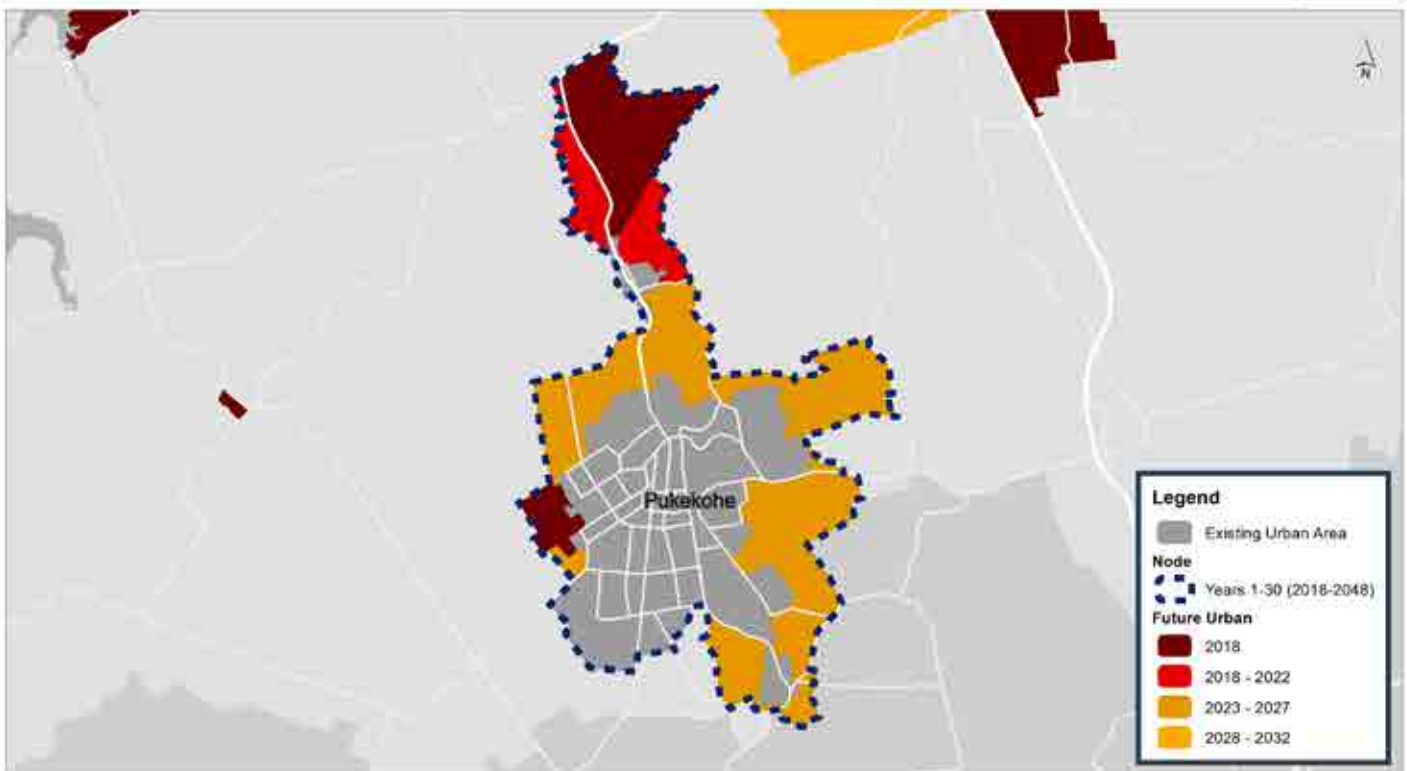 N
Pukekohe
Legend
Existing Urban Area
Node
Years 1-30 (2018-2048)
Future Urban
2018
2018 - 2022
2023 - 2027
2028 - 2032